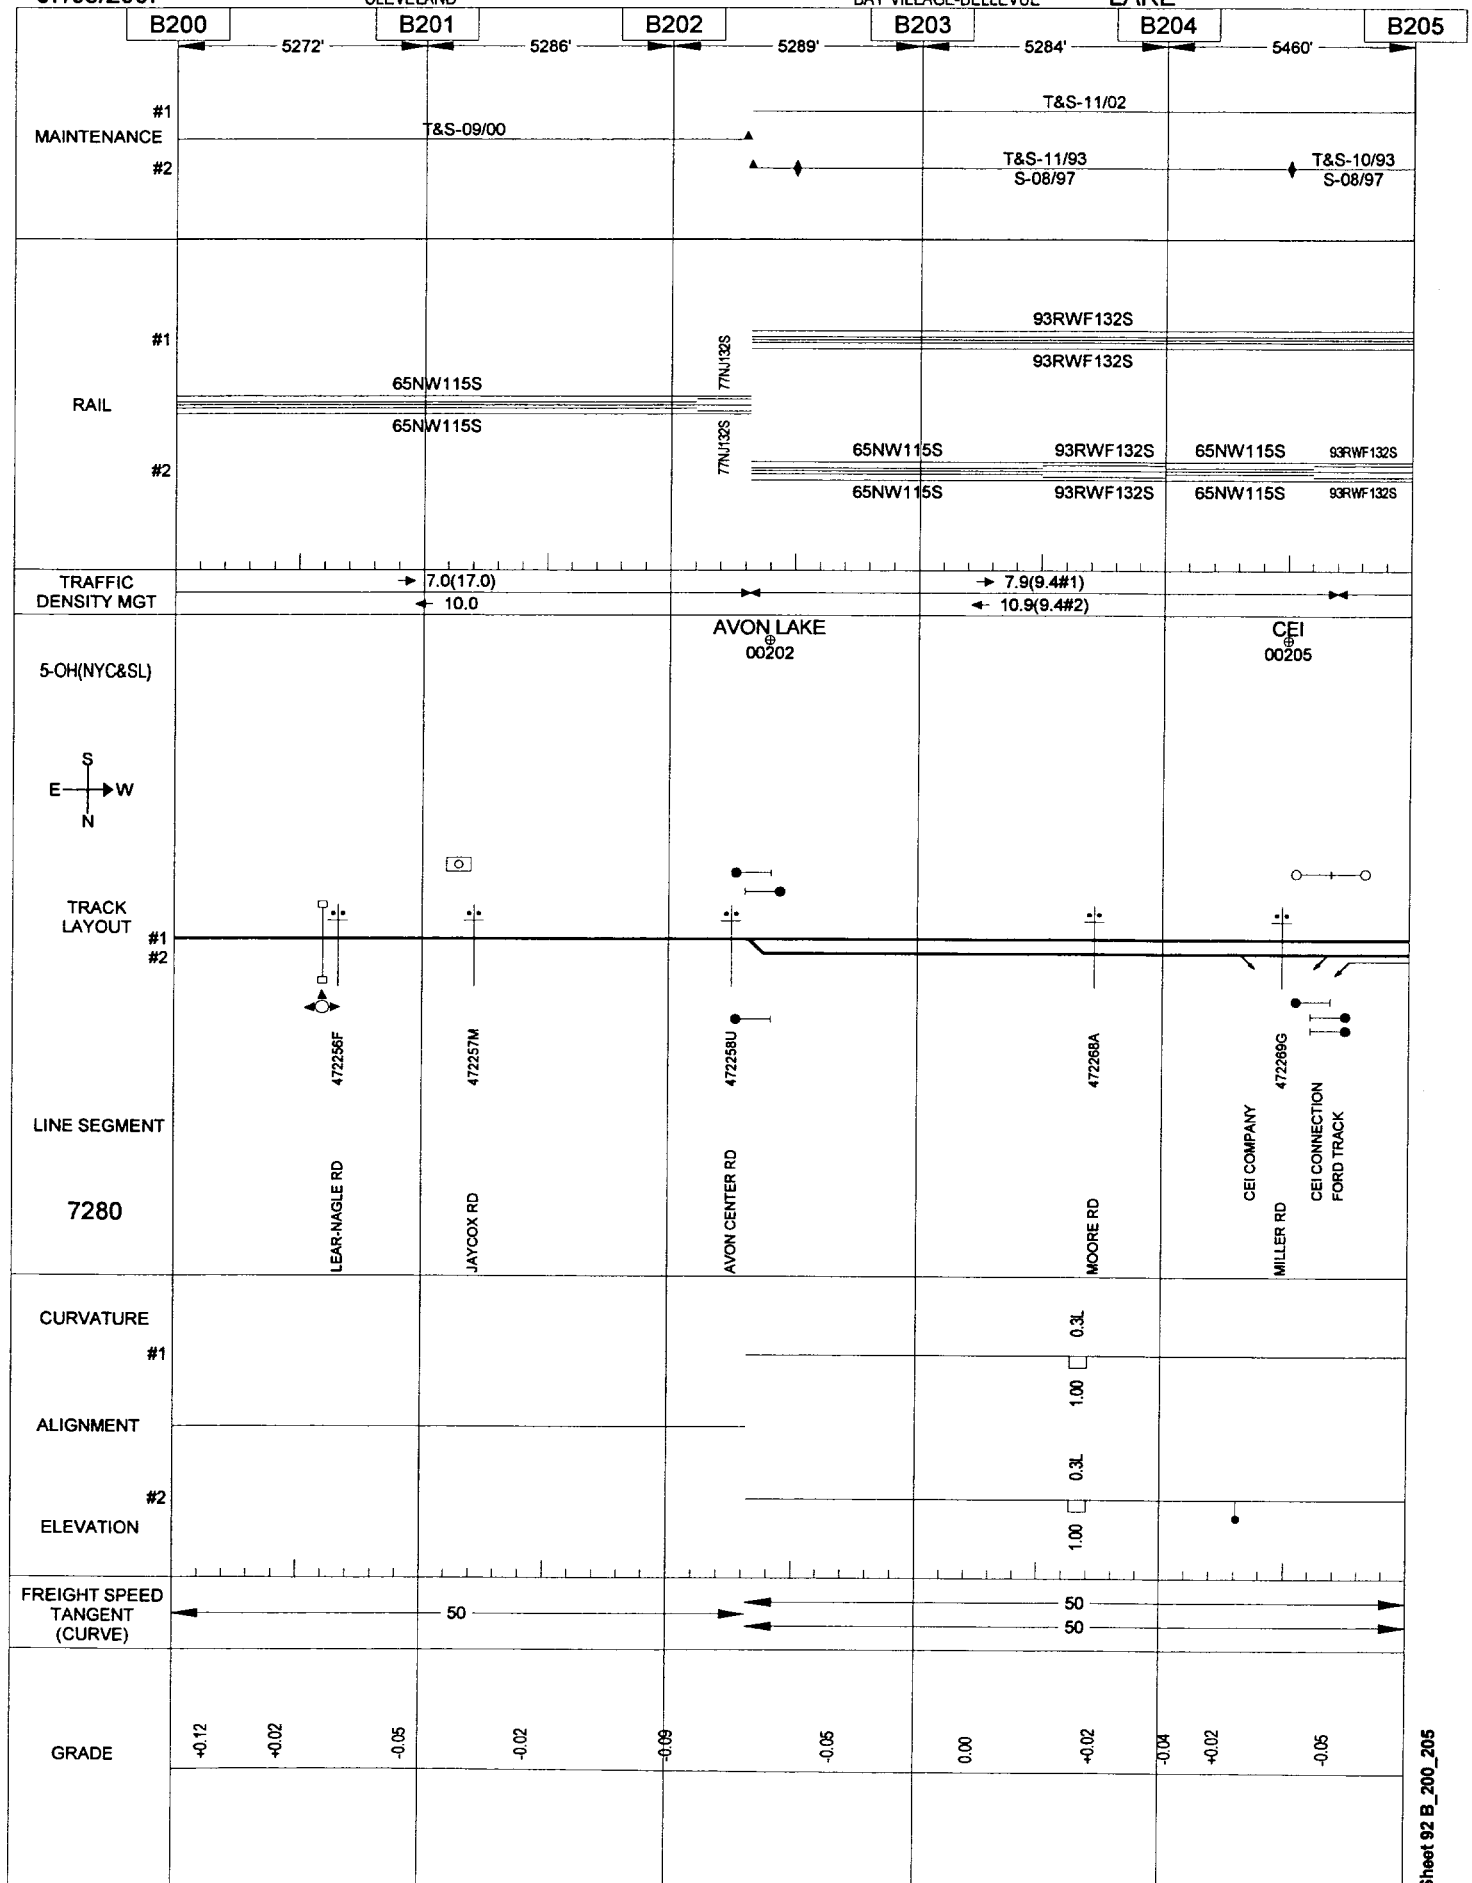 CLEVELAND
BAY VILLAGE-BELLEVUE
LAKE
B200 B201 B202 B203 B204 B205
5272' 5286' 5289' 5284' 5460'
#1
T&S-11/02
MAINTENANCE
T&S-09/00
#2
T&S-11/93 T&S-10/93
S-08/97 S-08/97
#1
93RWF132S
77NJ132S
93RWF132S
65NW115S
RAIL
65NW115S
77NJ132S
#2
65NW115S 93RWF132S 65NW115S 93RWF132S
65NW115S 93RWF132S 65NW115S 93RWF132S
TRAFFIC
DENSITY MGT
7.0(17.0) 7.9(9.4#1)
10.0 10.9(9.4#2)
AVON LAKE CEI
00202 00205
5-OH(NYC&SL)
S
E W
N
TRACK
LAYOUT
#1
#2
472256F
472257M
472258U
472268A
472269G
LINE SEGMENT
7280
LEAR-NAGLE RD
JAYCOX RD
AVON CENTER RD
MOORE RD
CEI COMPANY
MILLER RD
CEI CONNECTION
FORD TRACK
CURVATURE
0.3L
#1
1.00
ALIGNMENT
0.3L
#2
ELEVATION
1.00
FREIGHT SPEED
TANGENT
(CURVE)
50
50
50
GRADE
+0.12 +0.02 -0.05 -0.02 -0.09 -0.05 0.00 +0.02 -0.04 +0.02 -0.05
Sheet 92 B_200_205